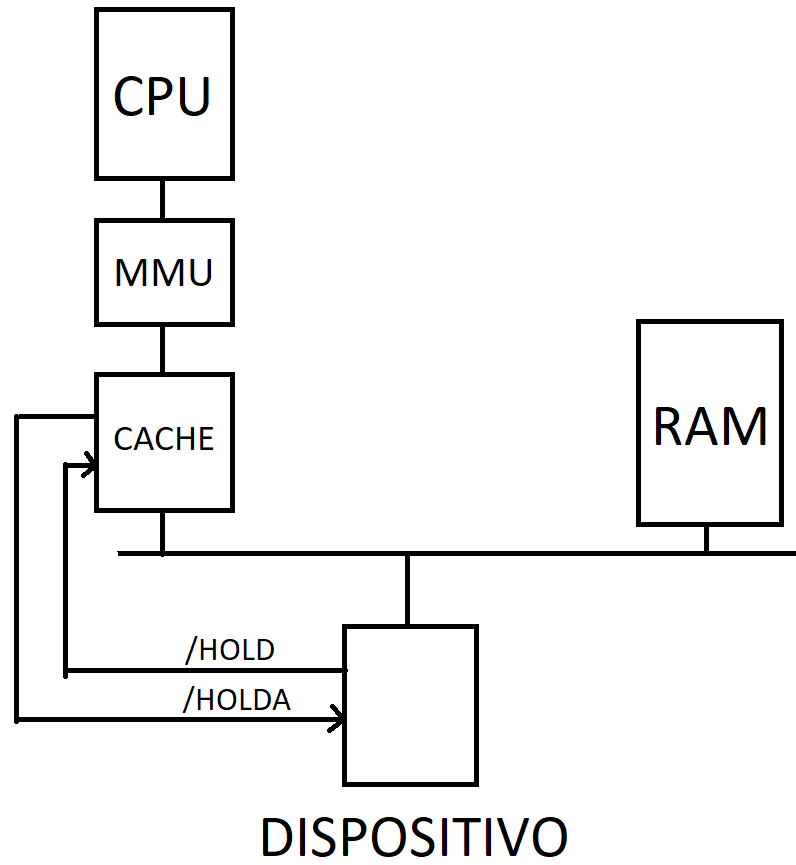 CPU
MMU
CACHE
RAM
/HOLD
/HOLDA
DISPOSITIVO